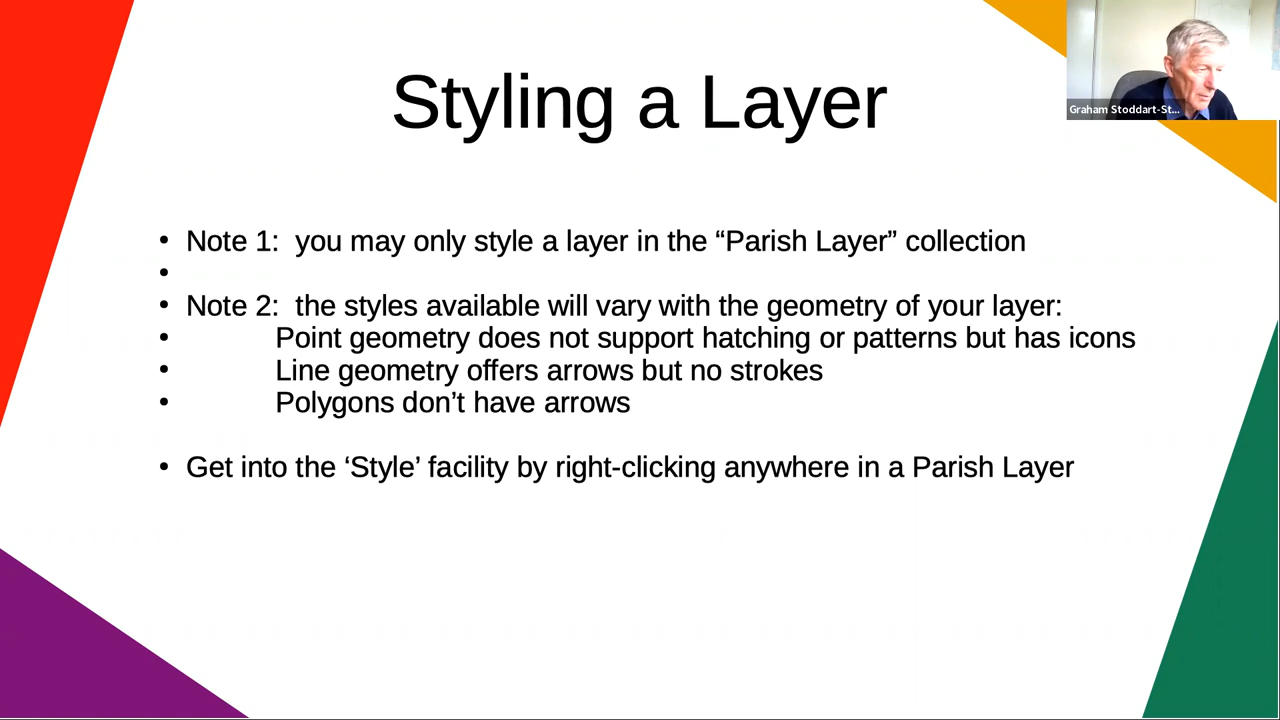 Styling a Layer
Graham Stoddart-St...
• Note 1: you may only style a layer in the “Parish Layer” collection
•
• Note 2: the styles available will vary with the geometry of your layer:
• Point geometry does not support hatching or patterns but has icons
• Line geometry offers arrows but no strokes
• Polygons don’t have arrows
• Get into the ‘Style’ facility by right-clicking anywhere in a Parish Layer